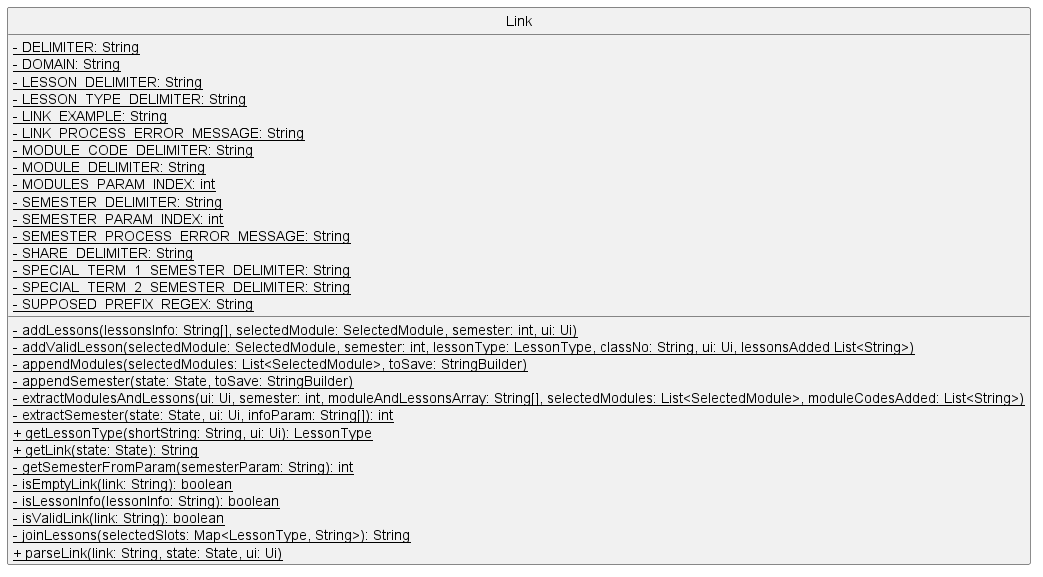 Link
- DELIMITER: String
- DOMAIN: String
- LESSON_DELIMITER: String
- LESSON_TYPE_DELIMITER: String
- LINK_EXAMPLE: String
- LINK_PROCESS_ERROR_MESSAGE: String
- MODULE_CODE_DELIMITER: String
- MODULE_DELIMITER: String
- MODULES_PARAM_INDEX: int
- SEMESTER_DELIMITER: String
- SEMESTER_PARAM_INDEX: int
- SEMESTER_PROCESS_ERROR_MESSAGE: String
- SHARE_DELIMITER: String
- SPECIAL_TERM_1_SEMESTER_DELIMITER: String
- SPECIAL_TERM_2_SEMESTER_DELIMITER: String
- SUPPOSED_PREFIX_REGEX: String
- addLessons(lessonsInfo: String[], selectedModule: SelectedModule, semester: int, ui: Ui)
- addValidLesson(selectedModule: SelectedModule, semester: int, lessonType: LessonType, classNo: String, ui: Ui, lessonsAdded List<String>)
- appendModules(selectedModules: List<SelectedModule>, toSave: StringBuilder)
- appendSemester(state: State, toSave: StringBuilder)
- extractModulesAndLessons(ui: Ui, semester: int, moduleAndLessonsArray: String[], selectedModules: List<SelectedModule>, moduleCodesAdded: List<String>)
- extractSemester(state: State, ui: Ui, infoParam: String[]): int
+ getLessonType(shortString: String, ui: Ui): LessonType
+ getLink(state: State): String
- getSemesterFromParam(semesterParam: String): int
- isEmptyLink(link: String): boolean
- isLessonInfo(lessonInfo: String): boolean
- isValidLink(link: String): boolean
- joinLessons(selectedSlots: Map<LessonType, String>): String
+ parseLink(link: String, state: State, ui: Ui)